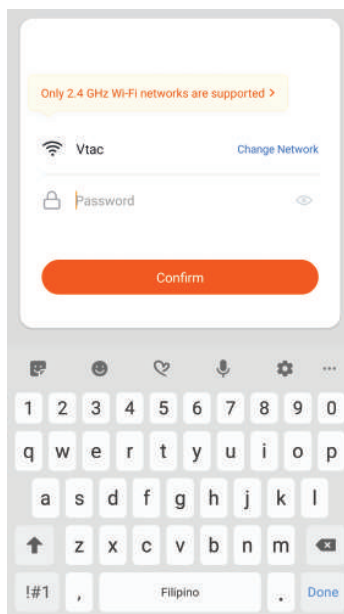 Only 2.4 GHz Wi-Fi networks are supported >
Vtac Change Network
Password
Confirm
1 2 3 4 5 6 7 8 9 0
q w e r t y u i o p
a s d f g h j k l
z x c v b n m
!#1 , Filipino . Done